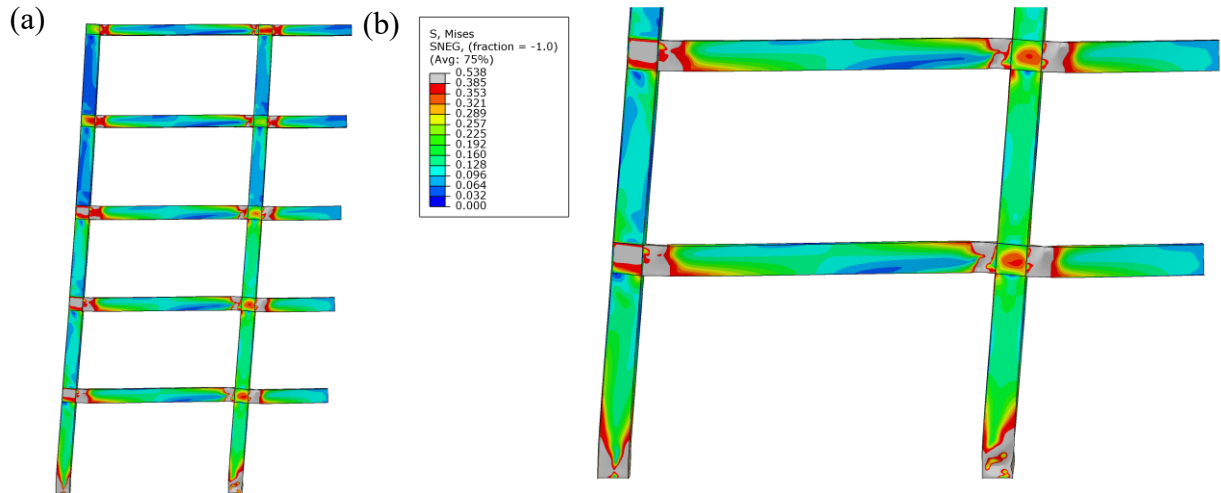 (a)
(b)
S, Mises
SNEG, (fraction = -1.0)
(Avg: 75%)
0.538
0.385
0.353
0.321
0.289
0.257
0.225
0.192
0.160
0.128
0.096
0.064
0.032
0.000